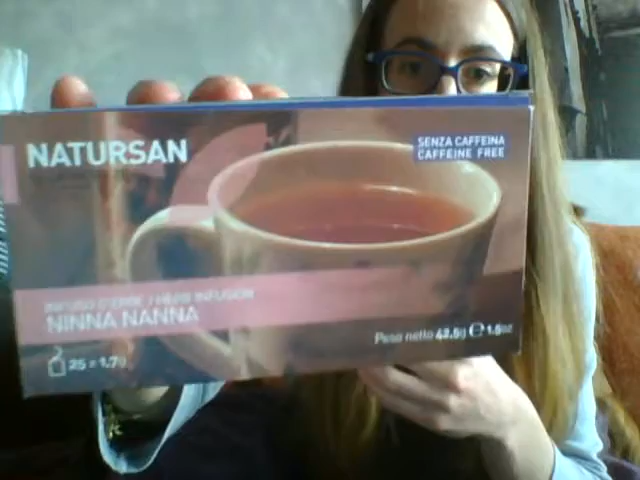 NATURSAN
SENZA CAFFEINA
CAFFEINE FREE
INFUSO D'ERBE / HERB INFUSION
NINNA NANNA
25 x 1.7g
Peso netto 42.5g e 1.5oz